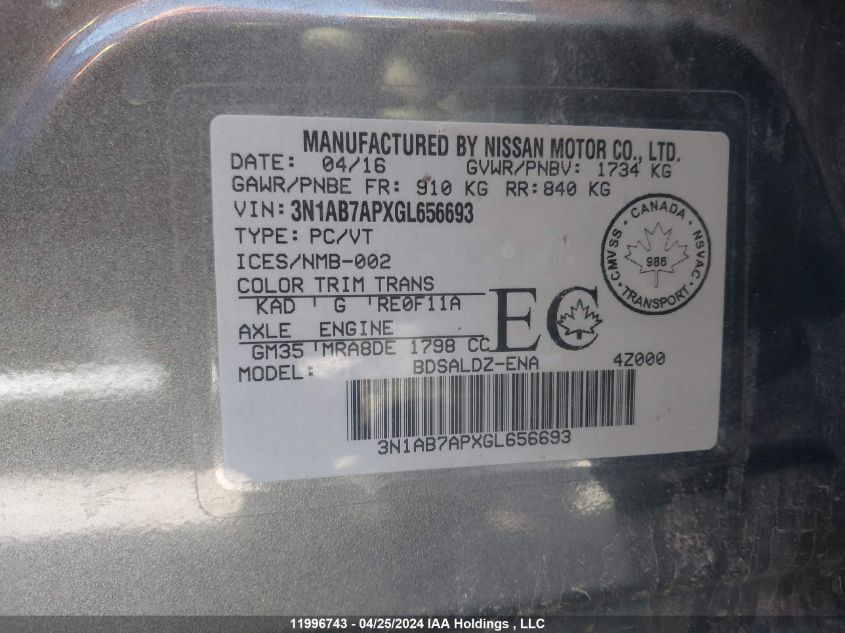 MANUFACTURED BY NISSAN MOTOR CO., LTD.
DATE: 04/16 GVWR/PNBV: 1734 KG
GAWR/PNBE FR: 910 KG RR:840 KG
VIN: 3N1AB7APXGL656693
TYPE: PC/VT
ICES/NMB-002
COLOR TRIM TRANS
KAD G RE0F11A
AXLE ENGINE
GM35 MRA8DE 1798 CC
MODEL: BDSALDZ-ENA 4Z000
3N1AB7APXGL656693
EC
CANADA
CMVSS NSVAC
986
TRANSPORT
11996743 - 04/25/2024 IAA Holdings , LLC